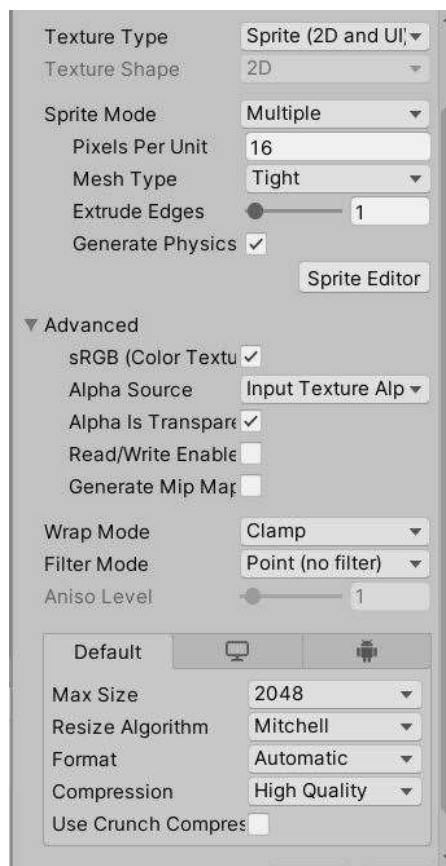 Texture Type Sprite (2D and UI)
Texture Shape 2D
Sprite Mode Multiple
Pixels Per Unit 16
Mesh Type Tight
Extrude Edges 1
Generate Physics
Sprite Editor
Advanced
sRGB (Color Textu
Alpha Source Input Texture Alp
Alpha Is Transpare
Read/Write Enable
Generate Mip Map
Wrap Mode Clamp
Filter Mode Point (no filter)
Aniso Level 1
Default
Max Size 2048
Resize Algorithm Mitchell
Format Automatic
Compression High Quality
Use Crunch Compres